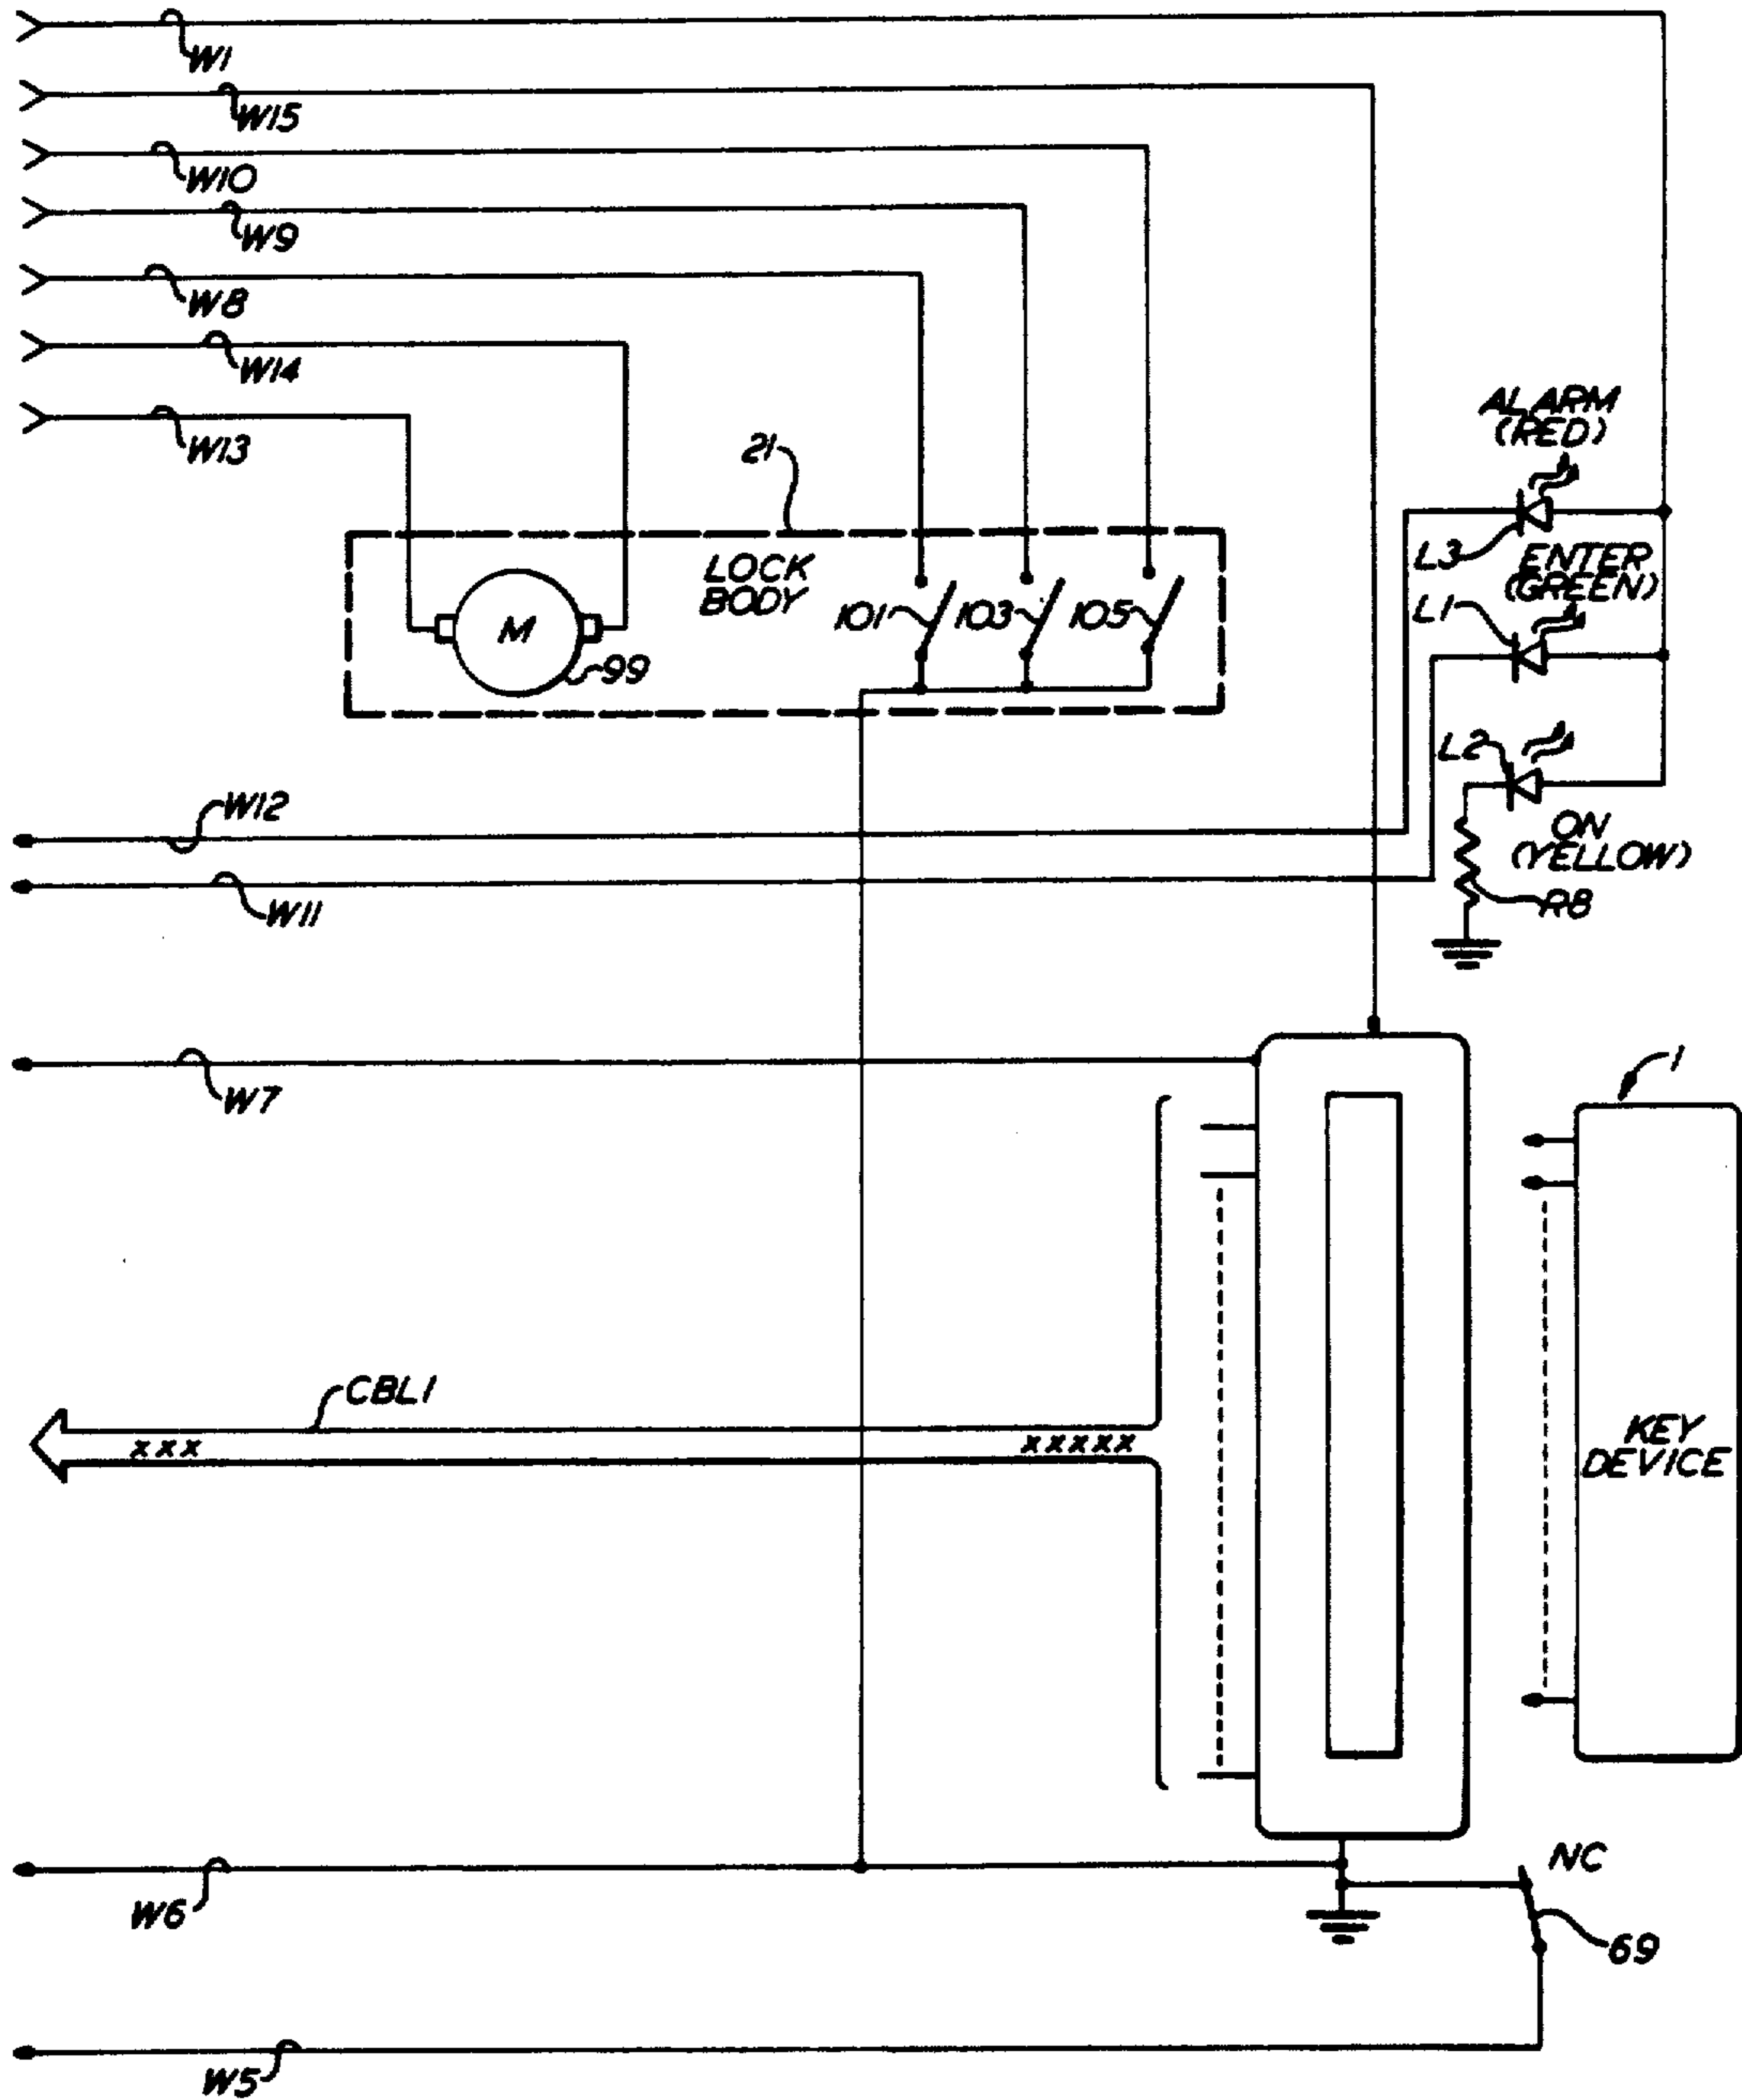 W1
W15
W10
W9
W8
W14
W13
21
ALARM
(RED)
LOCK
BODY
L3
ENTER
(GREEN)
101
103
105
L1
M
99
L2
W12
ON
(YELLOW)
R8
W11
1
W7
CBL1
xxx
xxxxx
KEY
DEVICE
NC
W6
69
W5